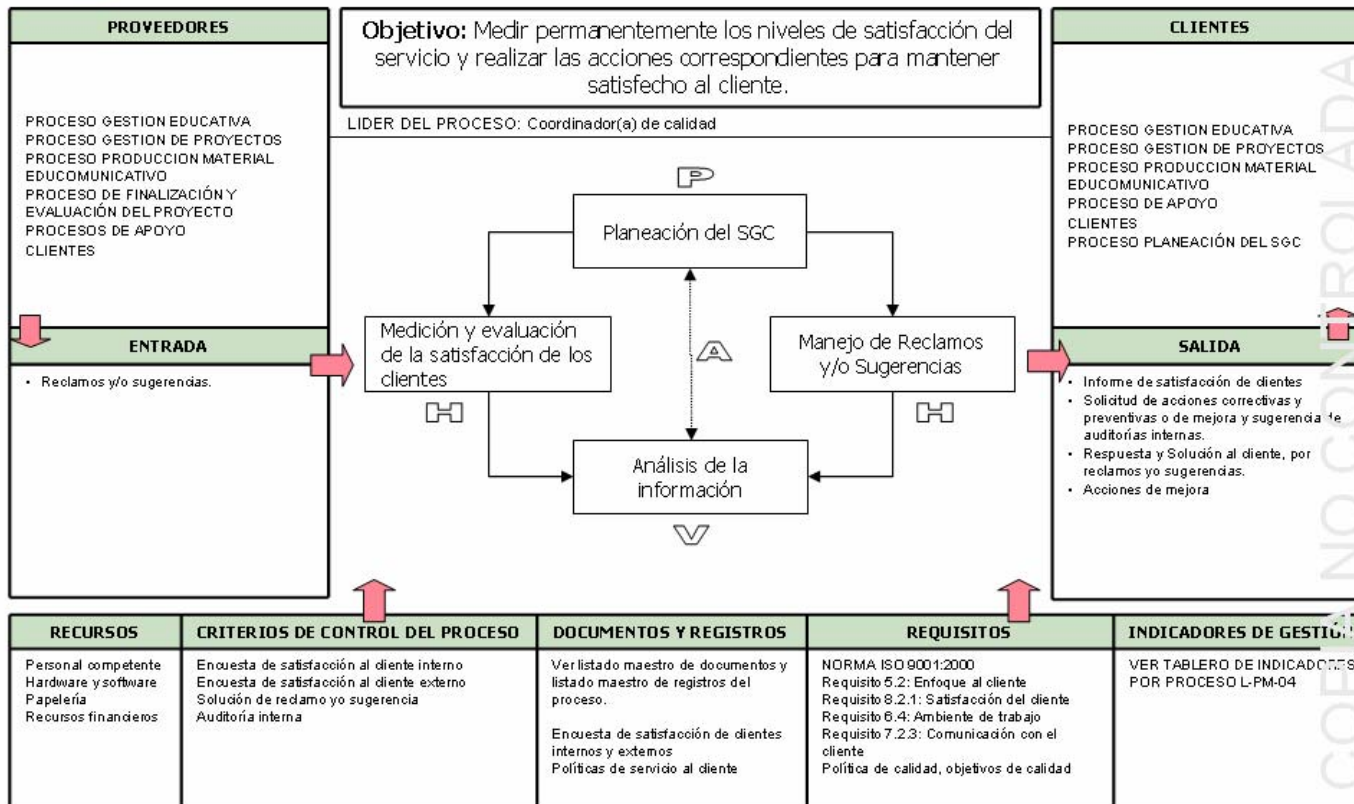 PROVEEDORES
PROCESO GESTION EDUCATIVA
PROCESO GESTION DE PROYECTOS
PROCESO PRODUCCION MATERIAL
EDUCOMUNICATIVO
PROCESO DE FINALIZACIÓN Y
EVALUACIÓN DEL PROYECTO
PROCESOS DE APOYO
CLIENTES
ENTRADA
• Reclamos y/o sugerencias.
Objetivo: Medir permanentemente los niveles de satisfacción del
servicio y realizar las acciones correspondientes para mantener
satisfecho al cliente.
LIDER DEL PROCESO: Coordinador(a) de calidad
P
Planeación del SGC
Medición y evaluación
de la satisfacción de los
clientes
H
A
Manejo de Reclamos
y/o Sugerencias
H
Análisis de la
información
V
CLIENTES
PROCESO GESTION EDUCATIVA
PROCESO GESTION DE PROYECTOS
PROCESO PRODUCCION MATERIAL
EDUCOMUNICATIVO
PROCESO DE APOYO
CLIENTES
PROCESO PLANEACIÓN DEL SGC
SALIDA
• Informe de satisfacción de clientes
• Solicitud de acciones correctivas y
preventivas o de mejora y sugerencia de
auditorías internas.
• Respuesta y Solución al cliente, por
reclamos yo sugerencias.
• Acciones de mejora
RECURSOS
Personal competente
Hardware y software
Papelería
Recursos financieros
CRITERIOS DE CONTROL DEL PROCESO
Encuesta de satisfacción al cliente interno
Encuesta de satisfacción al cliente externo
Solución de reclamo yo sugerencia
Auditoría interna
DOCUMENTOS Y REGISTROS
Ver listado maestro de documentos y
listado maestro de registros del
proceso.
Encuesta de satisfacción de clientes
internos y externos
Políticas de servicio al cliente
REQUISITOS
NORMA ISO 9001:2000
Requisito 5.2: Enfoque al cliente
Requisito 8.2.1: Satisfacción del cliente
Requisito 6.4: Ambiente de trabajo
Requisito 7.2.3: Comunicación con el
cliente
Política de calidad, objetivos de calidad
INDICADORES DE GESTIÓN
VER TABLERO DE INDICADORES
POR PROCESO L-PM-04
COPIA NO CONTROLADA